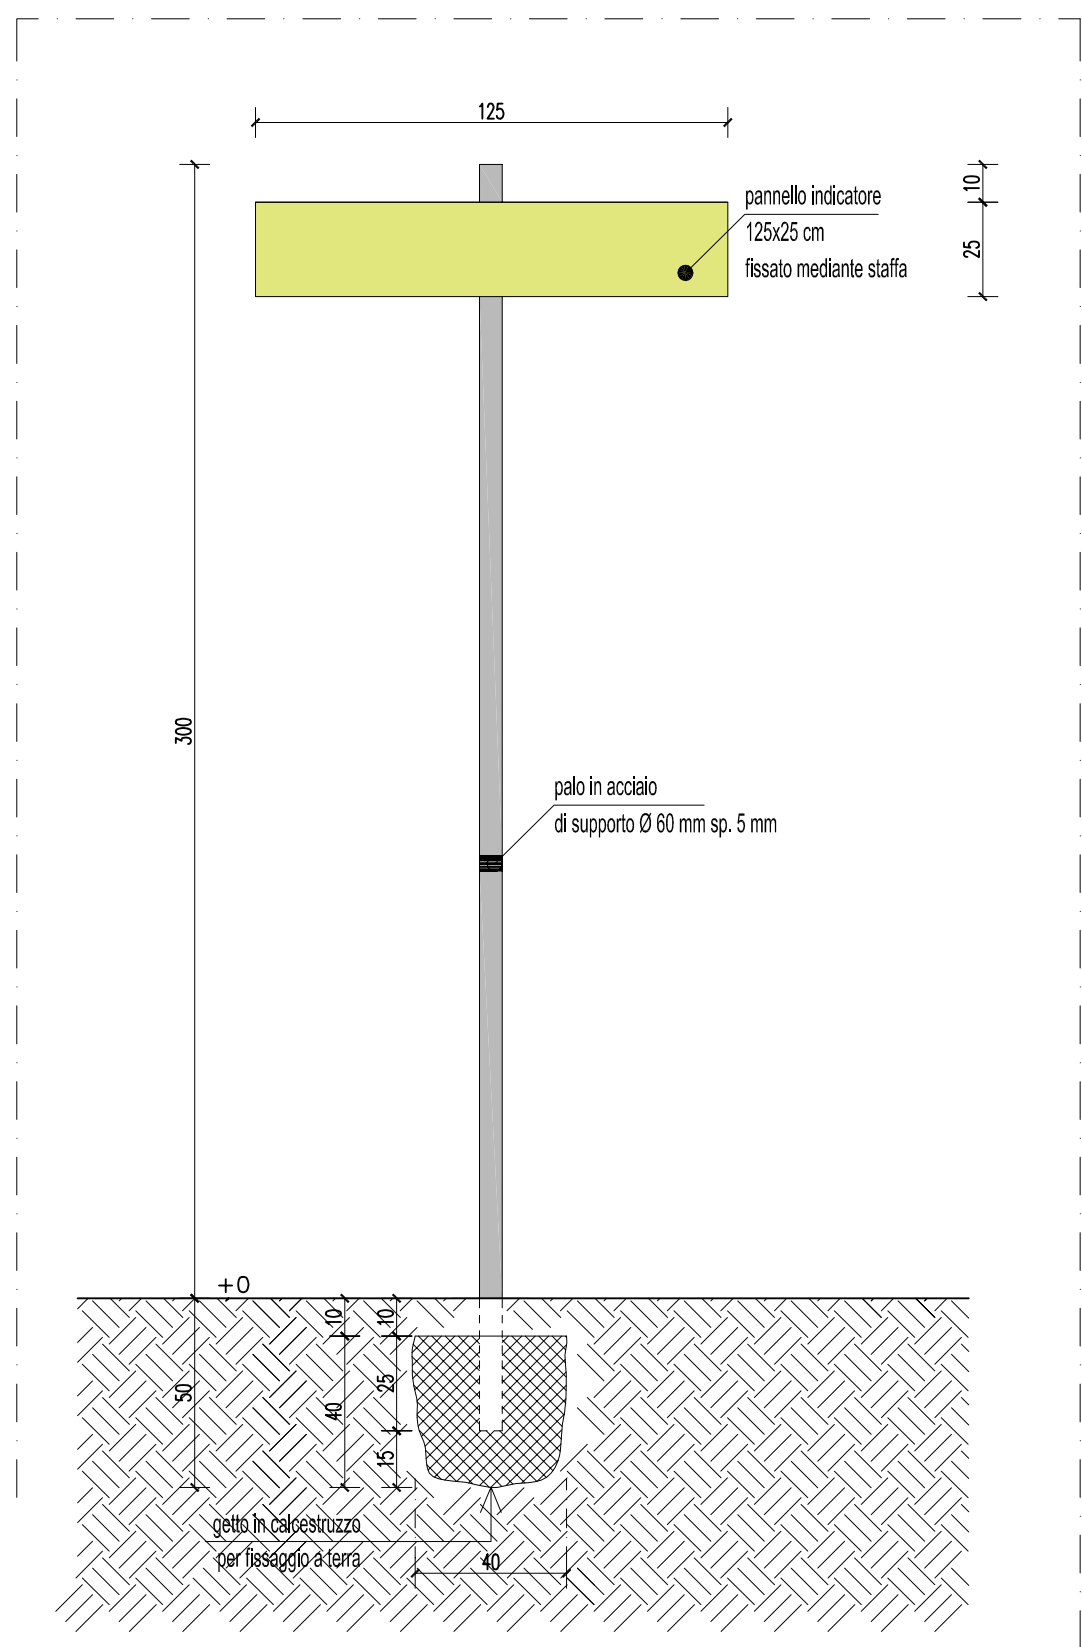 125
10
pannello indicatore
125x25 cm
25
fissato mediante staffa
300
palo in acciaio
di supporto Ø 60 mm sp. 5 mm
+0
10
10
50
40
25
15
getto in calcestruzzo
per fissaggio a terra
40